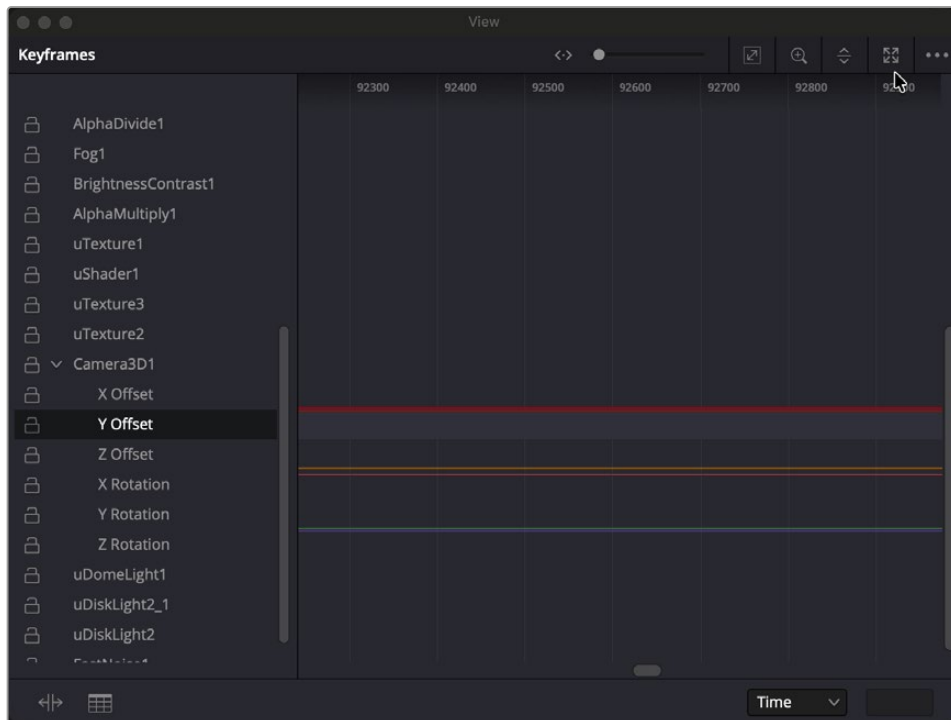 View
Keyframes
92300 92400 92500 92600 92700 92800
AlphaDivide1
Fog1
BrightnessContrast1
AlphaMultiply1
uTexture1
uShader1
uTexture3
uTexture2
Camera3D1
X Offset
Y Offset
Z Offset
X Rotation
Y Rotation
Z Rotation
uDomeLight1
uDiskLight2_1
uDiskLight2
Time